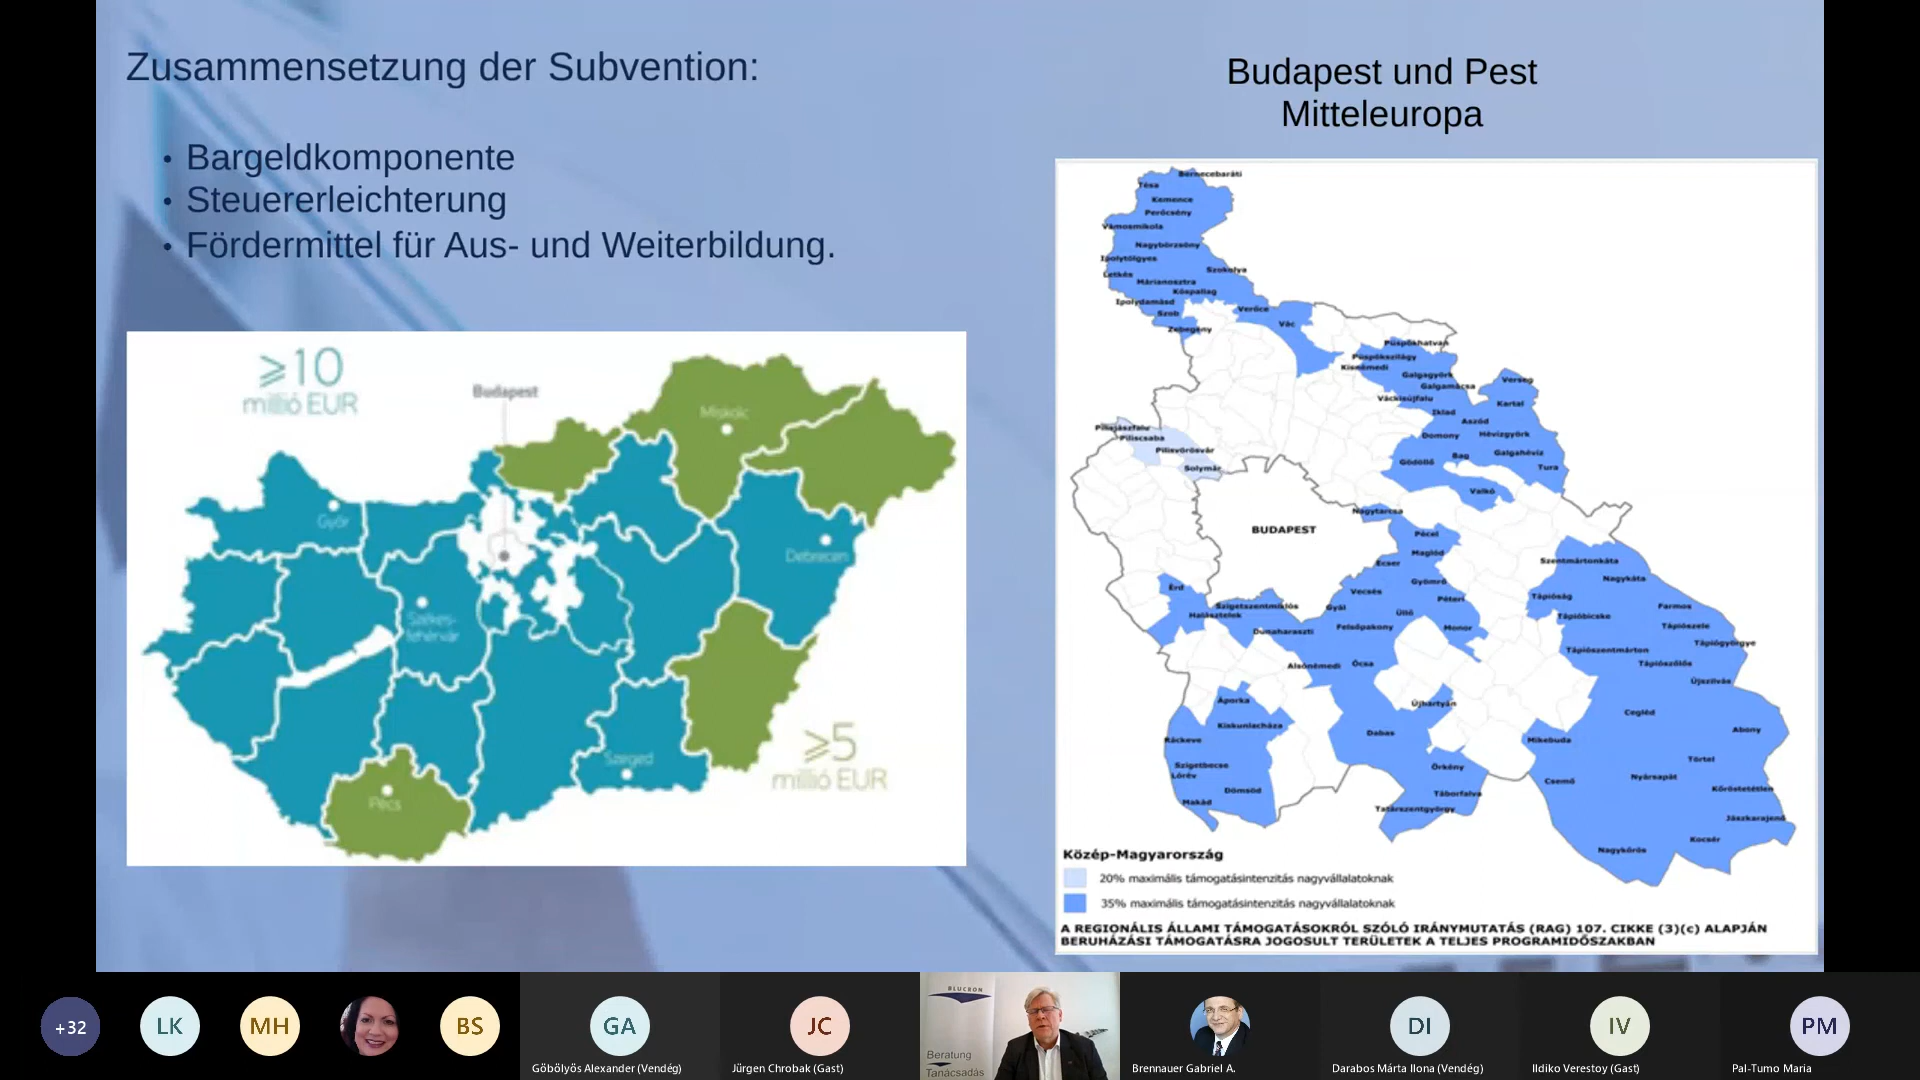 Zusammensetzung der Subvention:
• Bargeldkomponente
• Steuererleichterung
• Fördermittel für Aus- und Weiterbildung.
≥10
millió EUR
Budapest
Miskolc
Győr
Debrecen
Székes-
fehérvár
Szeged
Pécs
≥5
millió EUR
Budapest und Pest
Mitteleuropa
Bernecebaráti
Tésa
Kemence
Perőcsény
Vámosmikola
Nagybörzsöny
Ipolytölgyes
Letkés
Szokolya
Márianosztra
Kóspallag
Ipolydamásd
Szob
Verőce
Vác
Zebegény
Püspökhatvan
Püspökszilágy
Kisnémedi
Galgagyörk
Verseg
Galgamácsa
Váckisújfalu
Kartal
Iklad
Aszód
Domony
Hévízgyörk
Bag
Galgahévíz
Gödöllő
Tura
Valkó
Pilisjászfalu
Piliscsaba
Pilisvörösvár
Solymár
Nagytarcsa
BUDAPEST
Pécel
Maglód
Ecser
Szentmártonkáta
Gyömrő
Nagykáta
Érd
Vecsés
Péteri
Tápióság
Szigetszentmiklós
Gyál
Üllő
Farmos
Halásztelek
Tápióbicske
Dunaharaszti
Felsőpakony
Monor
Tápiószele
Tápiógyörgye
Tápiószentmárton
Alsónémedi
Ócsa
Tápiószőlős
Újszilvás
Áporka
Újhartyán
Cegléd
Kiskunlacháza
Dabas
Abony
Ráckeve
Mikebuda
Törtel
Szigetbecse
Örkény
Lórév
Csemő
Nyársapát
Dömsöd
Táborfalva
Kőröstetétlen
Makád
Tatárszentgyörgy
Jászkarajenő
Kocsér
Nagykőrös
Közép-Magyarország
20% maximális támogatásintenzitás nagyvállalatoknak
35% maximális támogatásintenzitás nagyvállalatoknak
A REGIONÁLIS ÁLLAMI TÁMOGATÁSOKRÓL SZÓLÓ IRÁNYMUTATÁS (RAG) 107. CIKKE (3)(c) ALAPJÁN
BERUHÁZÁSI TÁMOGATÁSRA JOGOSULT TERÜLETEK A TELJES PROGRAMIDŐSZAKBAN
+32
LK
MH
BS
GA
Göbölyös Alexander (Vendég)
JC
Jürgen Chrobak (Gast)
BLUCKON
Beratung
Tanácsadás
Brennauer Gabriel A.
DI
Darabos Márta Ilona (Vendég)
IV
Ildiko Verestoy (Gast)
PM
Pal-Tumo Maria